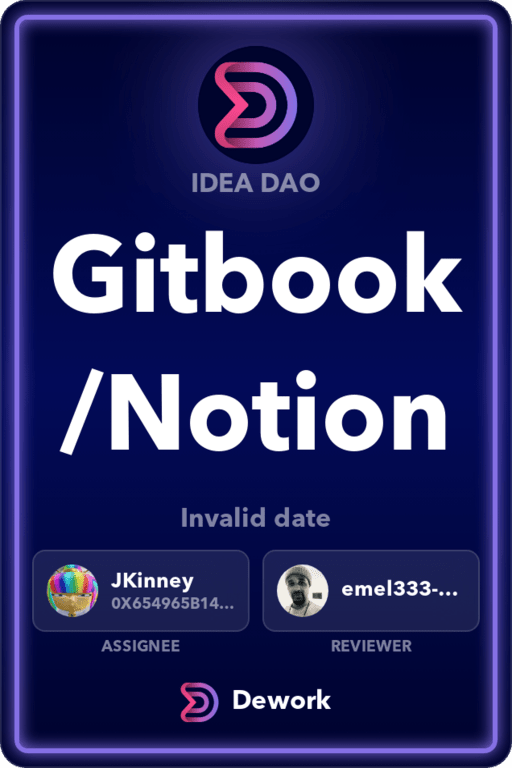 IDEA DAO
Gitbook
/Notion
Invalid date
JKinney
0X654965B14...
emel333-...
ASSIGNEE
REVIEWER
Dework